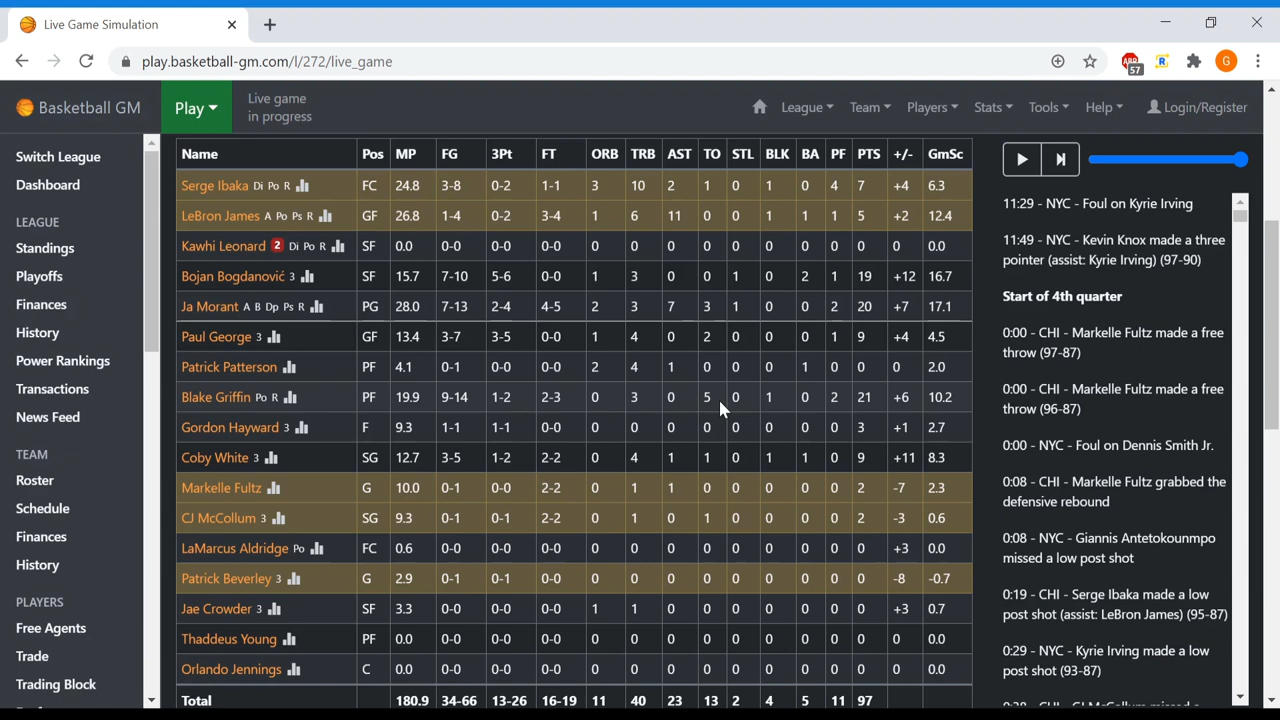 Live Game Simulation
play.basketball-gm.com/l/272/live_game
ABP
57
R
G
Basketball GM
Play
Live game
in progress
League
Team
Players
Stats
Tools
Help
Login/Register
Switch League
Dashboard
LEAGUE
Standings
Playoffs
Finances
History
Power Rankings
Transactions
News Feed
TEAM
Roster
Schedule
Finances
History
PLAYERS
Free Agents
Trade
Trading Block
Name Pos MP FG 3Pt FT ORB TRB AST TO STL BLK BA PF PTS +/- GmSc
Serge Ibaka Di Po R FC 24.8 3-8 0-2 1-1 3 10 2 1 0 1 0 4 7 +4 6.3
LeBron James A Po Ps R GF 26.8 1-4 0-2 3-4 1 6 11 0 0 1 1 1 5 +2 12.4
Kawhi Leonard 2 Di Po R SF 0.0 0-0 0-0 0-0 0 0 0 0 0 0 0 0 0 0 0.0
Bojan Bogdanović 3 SF 15.7 7-10 5-6 0-0 1 3 0 0 1 0 2 1 19 +12 16.7
Ja Morant A B Dp Ps R PG 28.0 7-13 2-4 4-5 2 3 7 3 1 0 0 2 20 +7 17.1
Paul George 3 GF 13.4 3-7 3-5 0-0 1 4 0 2 0 0 0 1 9 +4 4.5
Patrick Patterson PF 4.1 0-1 0-0 0-0 2 4 1 0 0 0 1 0 0 +3 2.0
Blake Griffin Po R PF 19.9 9-14 1-2 2-3 0 3 0 5 0 1 0 2 21 +6 10.2
Gordon Hayward 3 F 9.3 1-1 1-1 0-0 0 0 0 0 0 0 0 0 3 +1 2.7
Coby White 3 SG 12.7 3-5 1-2 2-2 0 4 1 1 0 1 1 0 9 +11 8.3
Markelle Fultz G 10.0 0-1 0-0 2-2 0 1 1 0 0 0 0 0 2 -7 2.3
CJ McCollum 3 SG 9.3 0-1 0-1 2-2 0 1 0 1 0 0 0 0 2 -3 0.6
LaMarcus Aldridge Po FC 0.6 0-0 0-0 0-0 0 0 0 0 0 0 0 0 0 +3 0.0
Patrick Beverley 3 G 2.9 0-1 0-1 0-0 0 0 0 0 0 0 0 0 0 -8 -0.7
Jae Crowder 3 SF 3.3 0-0 0-0 0-0 1 1 0 0 0 0 0 0 0 +3 0.7
Thaddeus Young PF 0.0 0-0 0-0 0-0 0 0 0 0 0 0 0 0 0 0 0.0
Orlando Jennings C 0.0 0-0 0-0 0-0 0 0 0 0 0 0 0 0 0 0 0.0
Total 180.9 34-66 13-26 16-19 11 40 23 13 2 4 5 11 97
11:29 - NYC - Foul on Kyrie Irving
11:49 - NYC - Kevin Knox made a three
pointer (assist: Kyrie Irving) (97-90)
Start of 4th quarter
0:00 - CHI - Markelle Fultz made a free
throw (97-87)
0:00 - CHI - Markelle Fultz made a free
throw (96-87)
0:00 - NYC - Foul on Dennis Smith Jr.
0:08 - CHI - Markelle Fultz grabbed the
defensive rebound
0:08 - NYC - Giannis Antetokounmpo
missed a low post shot
0:19 - CHI - Serge Ibaka made a low
post shot (assist: LeBron James) (95-87)
0:29 - NYC - Kyrie Irving made a low
post shot (93-87)